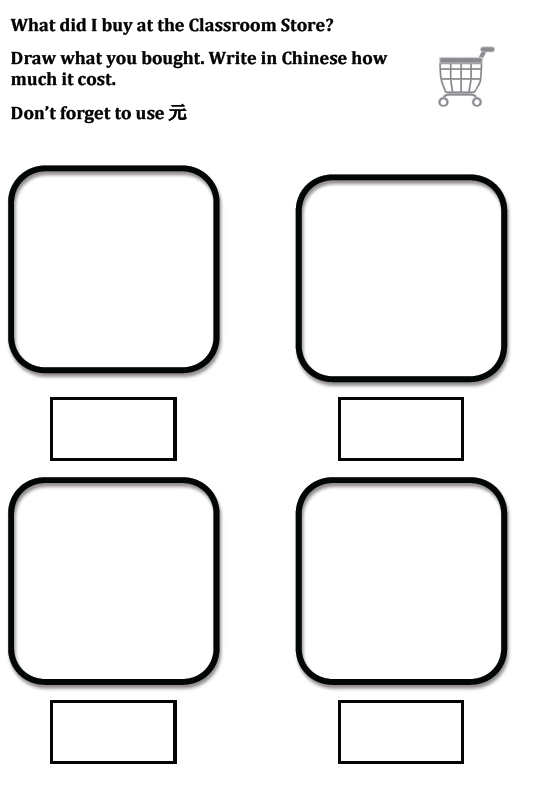 What did I buy at the Classroom Store?
Draw what you bought. Write in Chinese how
much it cost.
Don’t forget to use 元